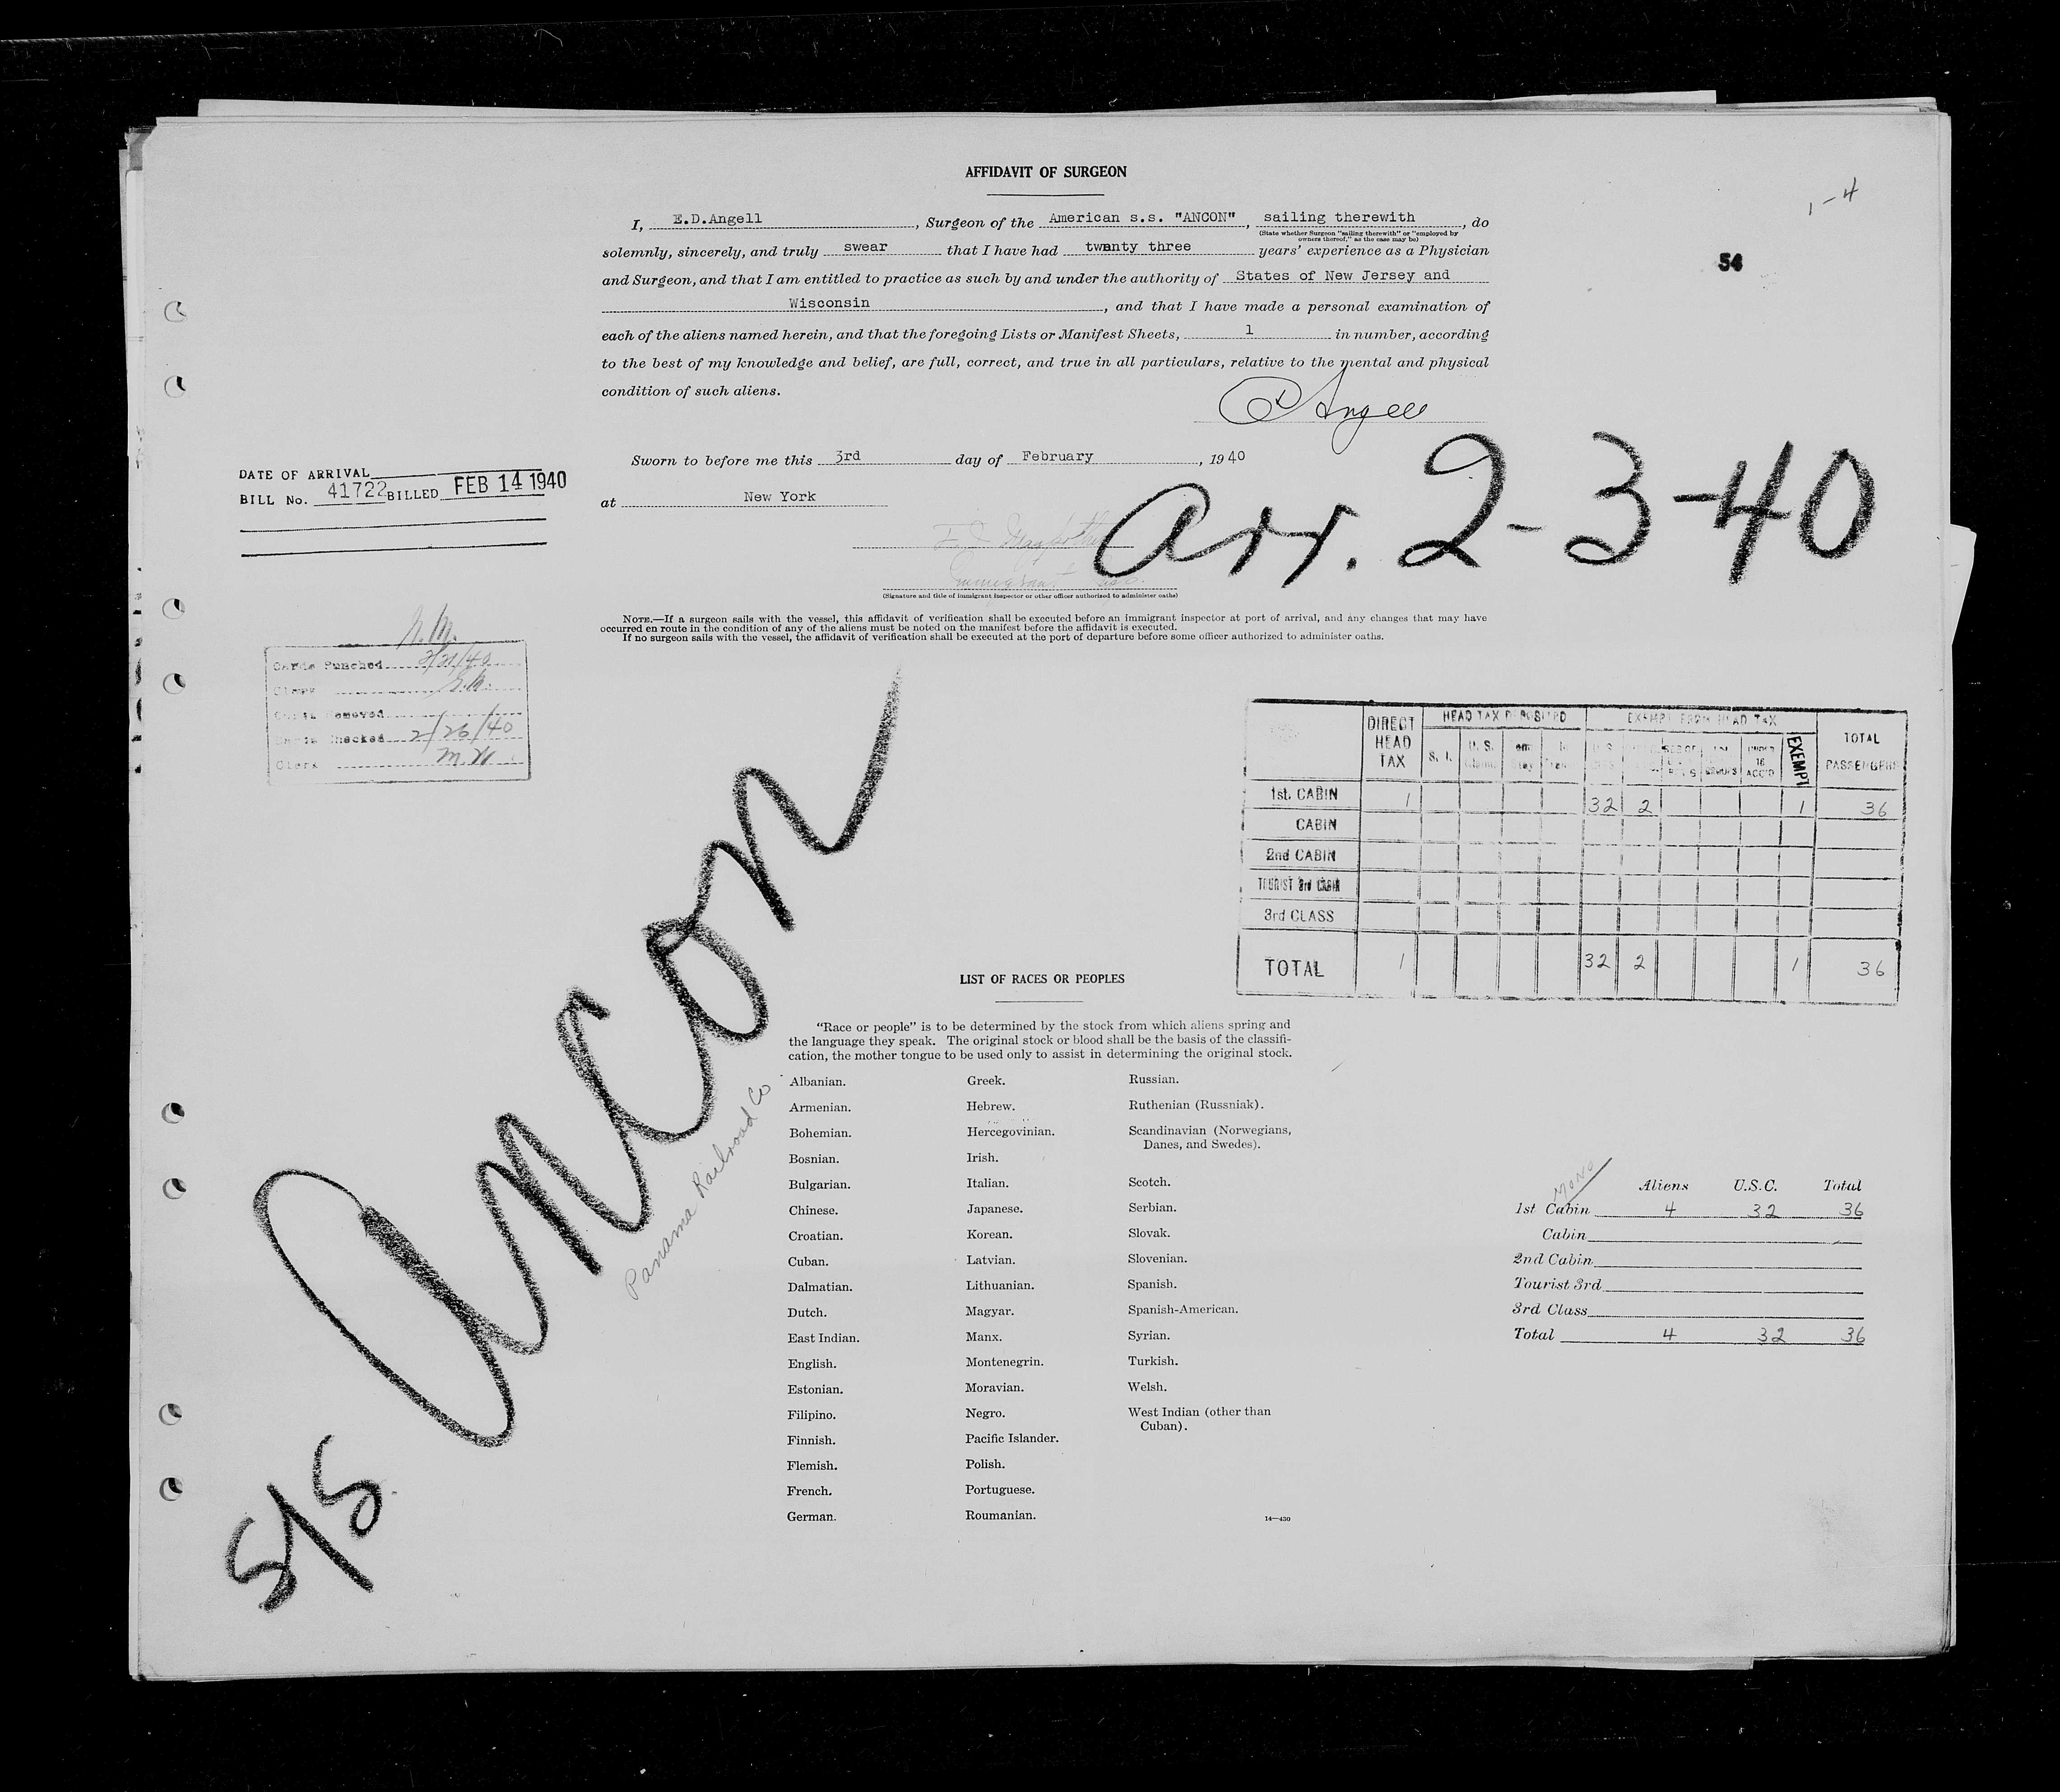 AFFIDAVIT OF SURGEON
1-4
54
I, E.D.Angell, Surgeon of the American s.s. "ANCON", sailing therewith, do
(State whether Surgeon "sailing therewith" or "employed by
owners thereof," as the case may be)
solemnly, sincerely, and truly swear that I have had twenty three years' experience as a Physician
and Surgeon, and that I am entitled to practice as such by and under the authority of States of New Jersey and
Wisconsin, and that I have made a personal examination of
each of the aliens named herein, and that the foregoing Lists or Manifest Sheets, 1 in number, according
to the best of my knowledge and belief, are full, correct, and true in all particulars, relative to the mental and physical
condition of such aliens.
ED Angell
Sworn to before me this 3rd day of February, 1940
at New York
Arr. 2-3-40
DATE OF ARRIVAL
BILL No. 41722 BILLED FEB 14 1940
(Signature and title of immigrant inspector or other officer authorized to administer oaths)
NOTE.—If a surgeon sails with the vessel, this affidavit of verification shall be executed before an immigrant inspector at port of arrival, and any changes that may have
occurred en route in the condition of any of the aliens must be noted on the manifest before the affidavit is executed.
If no surgeon sails with the vessel, the affidavit of verification shall be executed at the port of departure before some officer authorized to administer oaths.
Cards Punched
Clerk
Cards Removed
Cards Checked 2/26/40
Clerk M.W.
DIRECT HEAD TAX HEAD TAX DEPOSITED EXEMPT FROM HEAD TAX TOTAL PASSENGERS
S. I. U. S. UNDER 16 ACC'D EXEMPT
1st. CABIN 1 32 2 1 36
CABIN
2nd CABIN
TOURIST 3rd CABIN
3rd CLASS
TOTAL 1 32 2 1 36
S/S Ancon
Panama Railroad Co
LIST OF RACES OR PEOPLES
"Race or people" is to be determined by the stock from which aliens spring and
the language they speak. The original stock or blood shall be the basis of the classifi-
cation, the mother tongue to be used only to assist in determining the original stock.
Albanian.
Armenian.
Bohemian.
Bosnian.
Bulgarian.
Chinese.
Croatian.
Cuban.
Dalmatian.
Dutch.
East Indian.
English.
Estonian.
Filipino.
Finnish.
Flemish.
French.
German.
Greek.
Hebrew.
Hercegovinian.
Irish.
Italian.
Japanese.
Korean.
Latvian.
Lithuanian.
Magyar.
Manx.
Montenegrin.
Moravian.
Negro.
Pacific Islander.
Polish.
Portuguese.
Roumanian.
Russian.
Ruthenian (Russniak).
Scandinavian (Norwegians,
Danes, and Swedes).
Scotch.
Serbian.
Slovak.
Slovenian.
Spanish.
Spanish-American.
Syrian.
Turkish.
Welsh.
West Indian (other than
Cuban).
14—430
Aliens U.S.C. Total
1st Cabin 4 32 36
Cabin
2nd Cabin
Tourist 3rd
3rd Class
Total 4 32 36